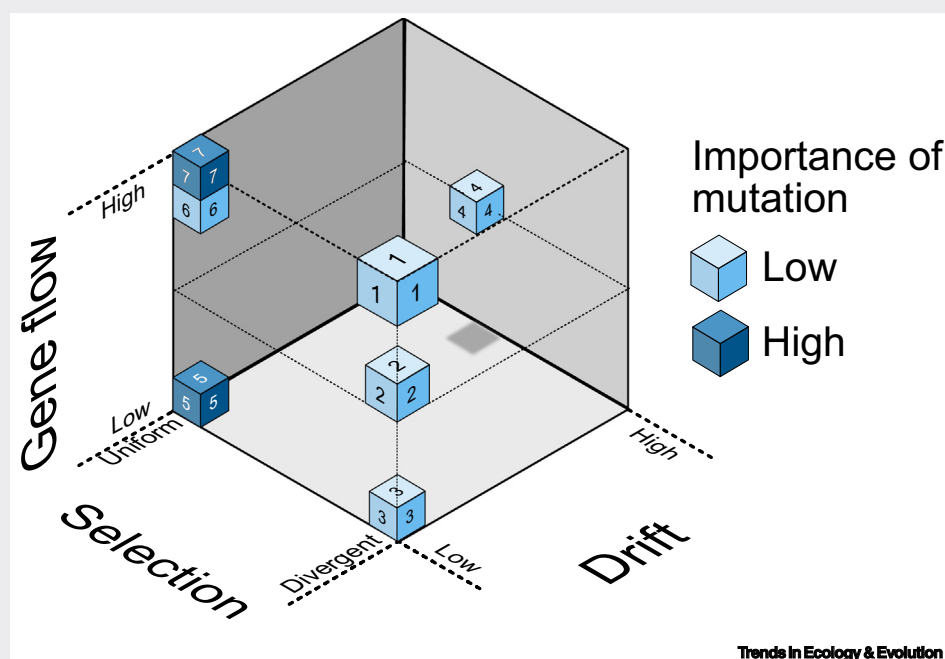 Importance of
mutation
Low
High
Gene flow
High
Low
Selection
Uniform
Divergent
Drift
Low
High
7
7 7
6 6
4
4 4
1
1 1
2
2 2
5
5 5
3
3 3
Trends in Ecology & Evolution